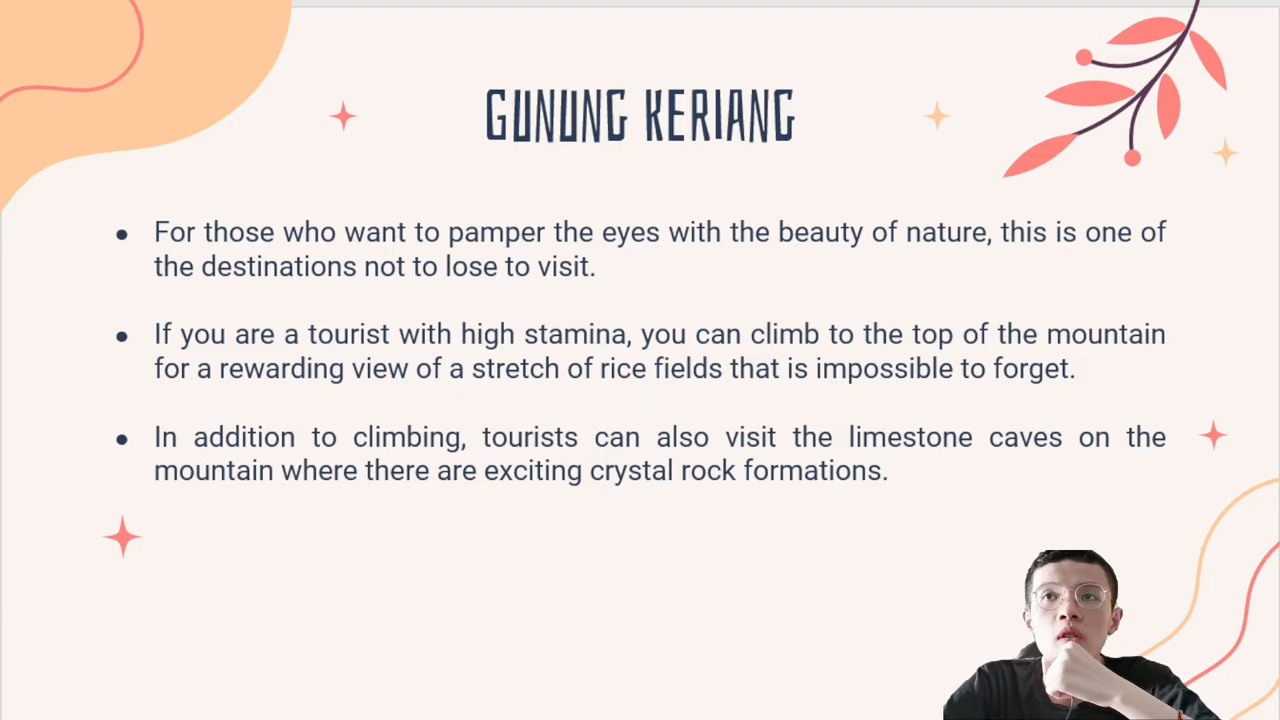 GUNUNG KERIANG
● For those who want to pamper the eyes with the beauty of nature, this is one of
the destinations not to lose to visit.
● If you are a tourist with high stamina, you can climb to the top of the mountain
for a rewarding view of a stretch of rice fields that is impossible to forget.
● In addition to climbing, tourists can also visit the limestone caves on the
mountain where there are exciting crystal rock formations.